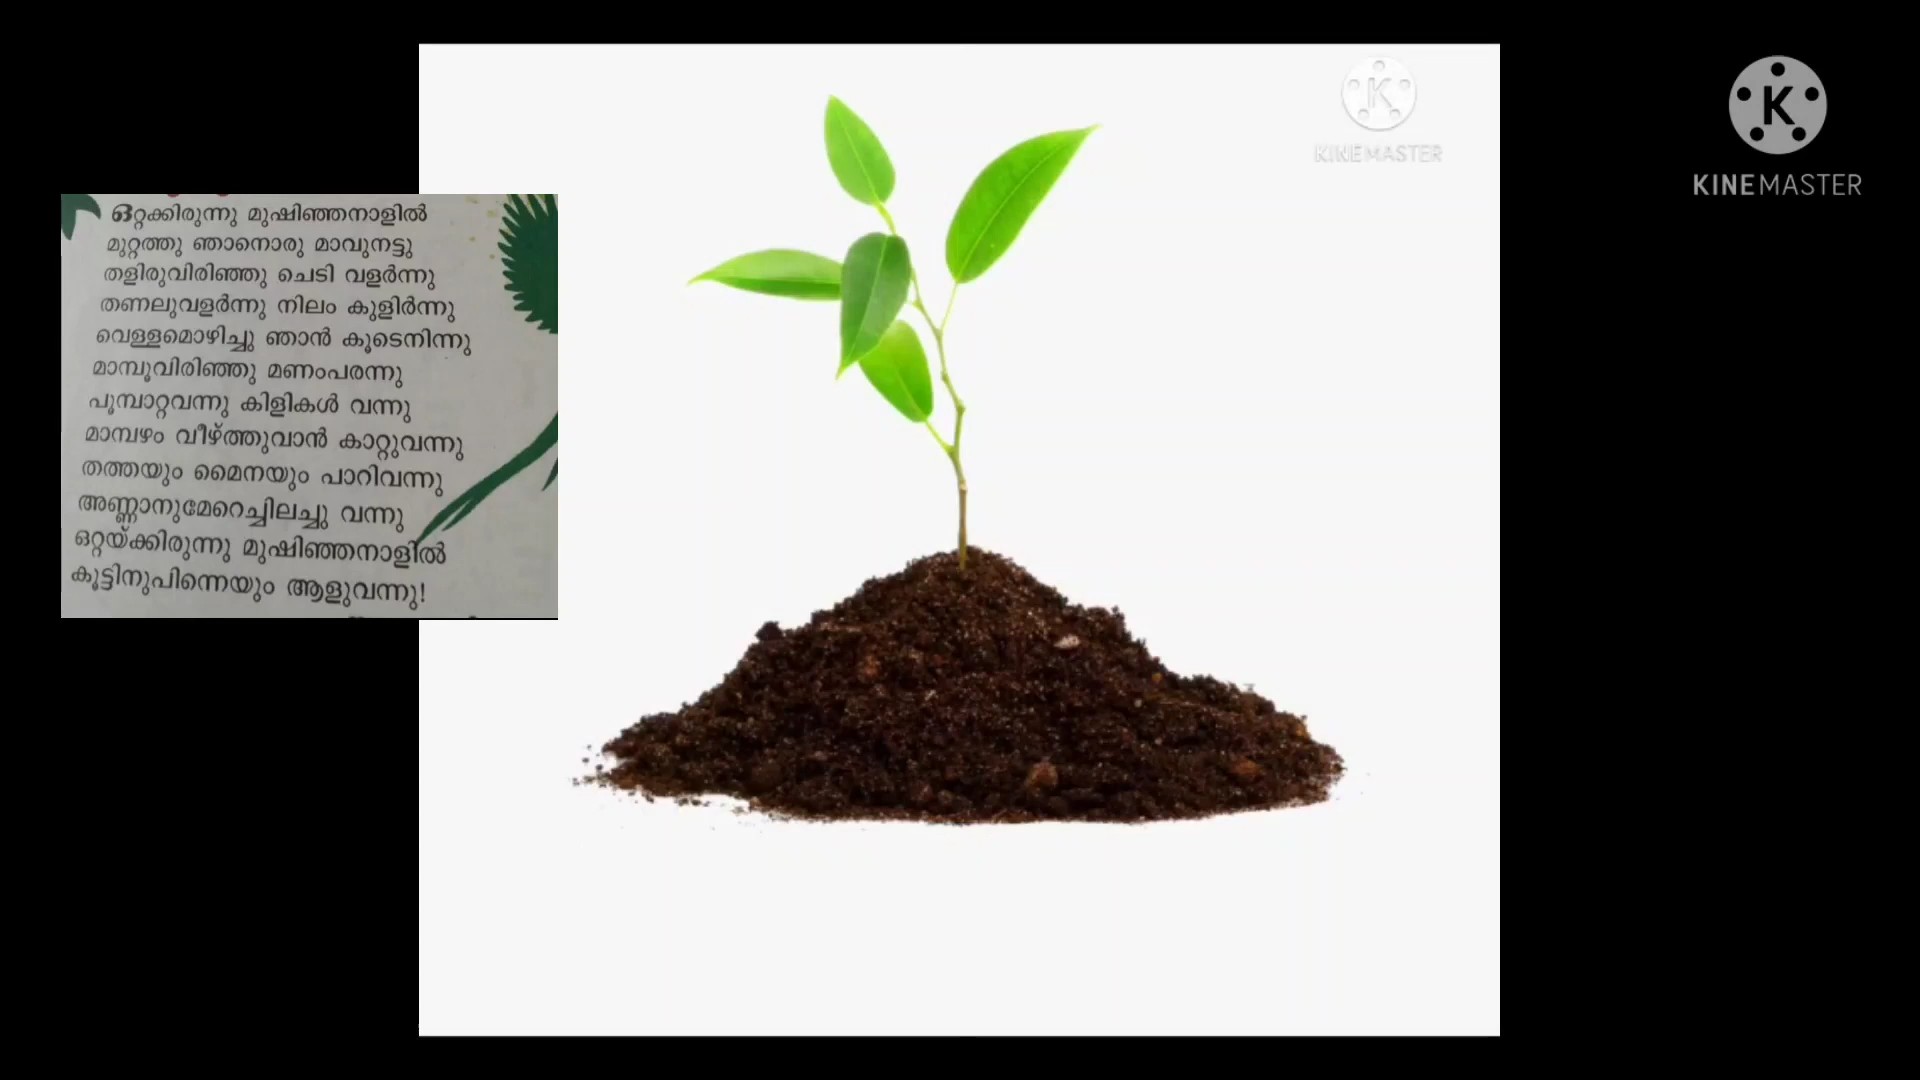 ഒറ്റക്കിരുന്നു മുഷിഞ്ഞനാളിൽ
മുറ്റത്തു ഞാനൊരു മാവുനട്ടു
തളിരുവിരിഞ്ഞു ചെടി വളർന്നു
തണലുവളർന്നു നിലം കുളിർന്നു
വെള്ളമൊഴിച്ചു ഞാൻ കൂടെനിന്നു
മാമ്പൂവിരിഞ്ഞു മണംപരന്നു
പൂമ്പാറ്റവന്നു കിളികൾ വന്നു
മാമ്പഴം വീഴ്ത്തുവാൻ കാറ്റുവന്നു
തത്തയും മൈനയും പാറിവന്നു
അണ്ണാനുമേറെച്ചിലച്ചു വന്നു
ഒറ്റയ്ക്കിരുന്നു മുഷിഞ്ഞനാളിൽ
കൂട്ടിനുപിന്നെയും ആളുവന്നു!
K
KINEMASTER
K
KINEMASTER